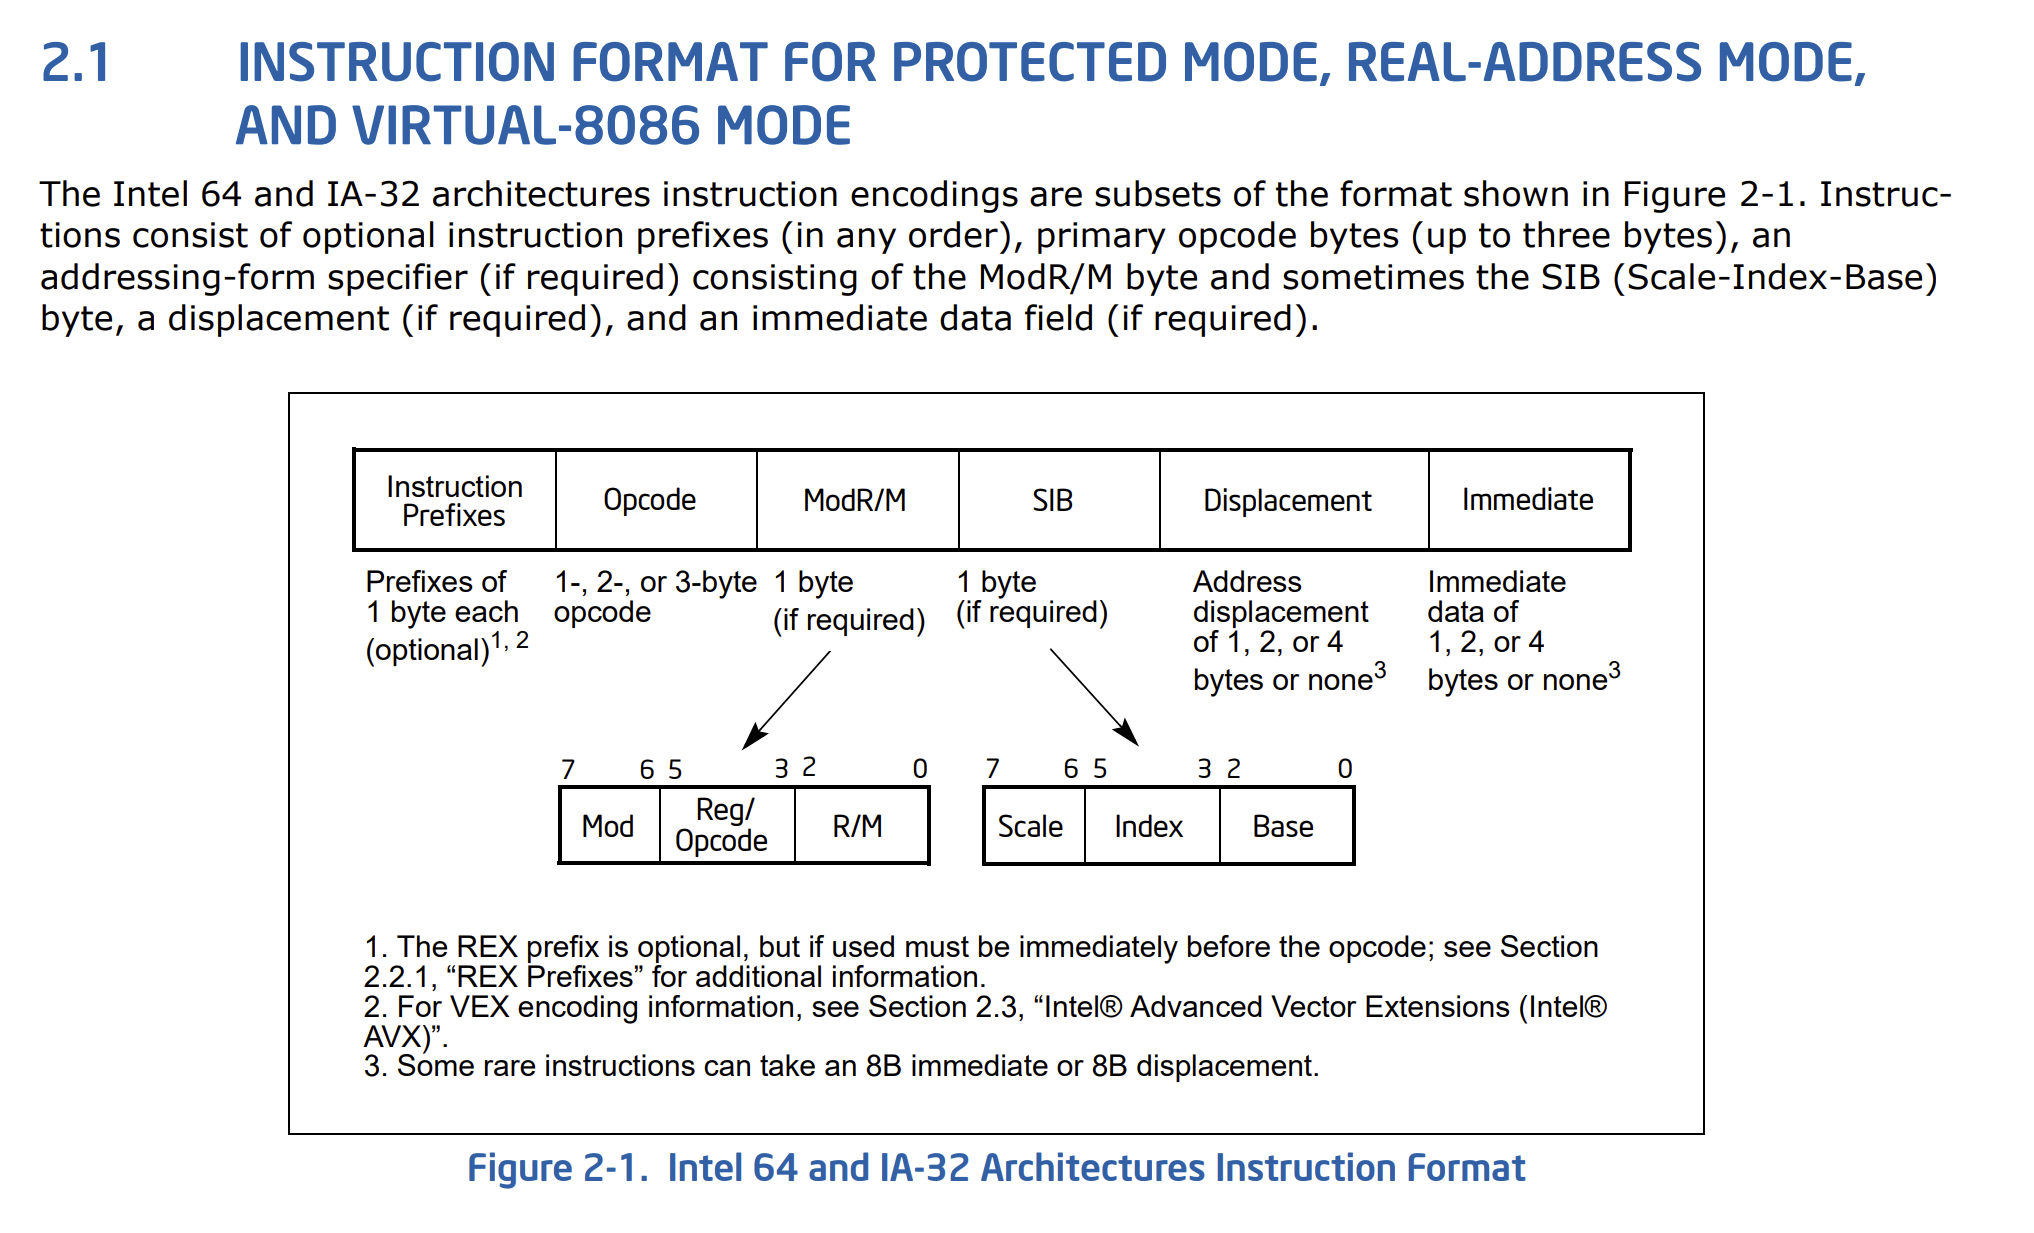 2.1 INSTRUCTION FORMAT FOR PROTECTED MODE, REAL-ADDRESS MODE,
AND VIRTUAL-8086 MODE
The Intel 64 and IA-32 architectures instruction encodings are subsets of the format shown in Figure 2-1. Instruc-
tions consist of optional instruction prefixes (in any order), primary opcode bytes (up to three bytes), an
addressing-form specifier (if required) consisting of the ModR/M byte and sometimes the SIB (Scale-Index-Base)
byte, a displacement (if required), and an immediate data field (if required).
Instruction
Prefixes
Opcode
ModR/M
SIB
Displacement
Immediate
Prefixes of
1 byte each
(optional)1, 2
1-, 2-, or 3-byte
opcode
1 byte
(if required)
1 byte
(if required)
Address
displacement
of 1, 2, or 4
bytes or none3
Immediate
data of
1, 2, or 4
bytes or none3
7 6 5 3 2 0
Mod
Reg/
Opcode
R/M
7 6 5 3 2 0
Scale
Index
Base
1. The REX prefix is optional, but if used must be immediately before the opcode; see Section
2.2.1, “REX Prefixes” for additional information.
2. For VEX encoding information, see Section 2.3, “Intel® Advanced Vector Extensions (Intel®
AVX)”.
3. Some rare instructions can take an 8B immediate or 8B displacement.
Figure 2-1. Intel 64 and IA-32 Architectures Instruction Format